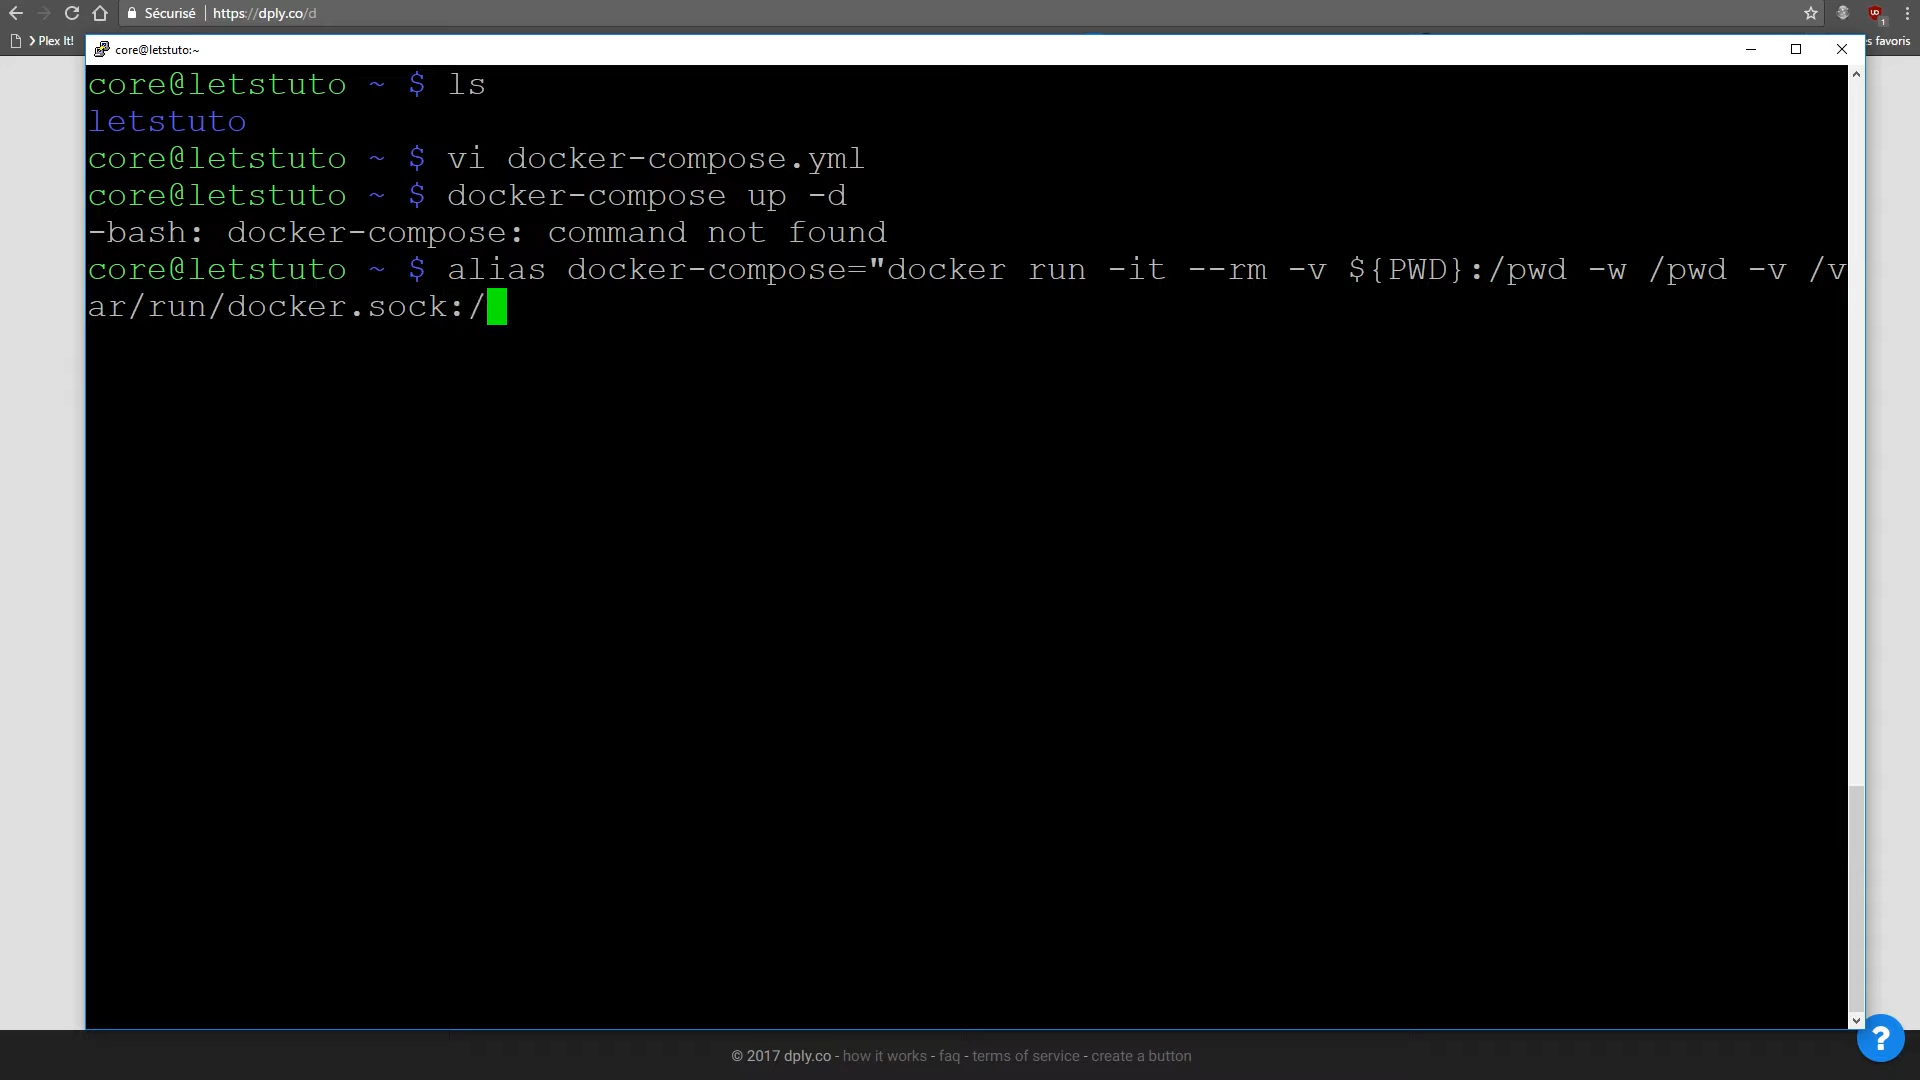 Sécurisé | https://dply.co/d
Plex It!
s favoris
core@letstuto:~
core@letstuto ~ $ ls
letstuto
core@letstuto ~ $ vi docker-compose.yml
core@letstuto ~ $ docker-compose up -d
-bash: docker-compose: command not found
core@letstuto ~ $ alias docker-compose="docker run -it --rm -v ${PWD}:/pwd -w /pwd -v /v
ar/run/docker.sock:/
© 2017 dply.co - how it works - faq - terms of service - create a button
?